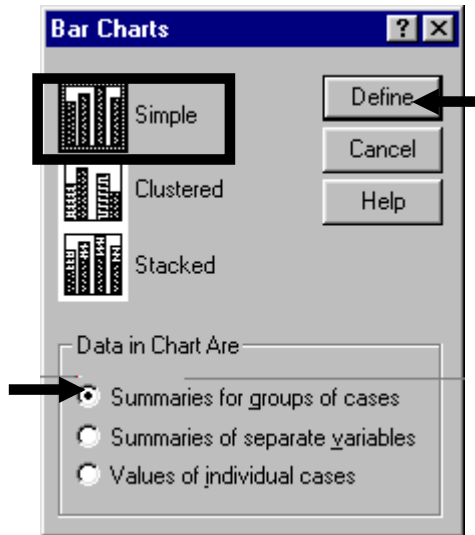 Bar Charts
Simple
Define
Cancel
Clustered
Help
Stacked
Data in Chart Are
Summaries for groups of cases
Summaries of separate variables
Values of individual cases